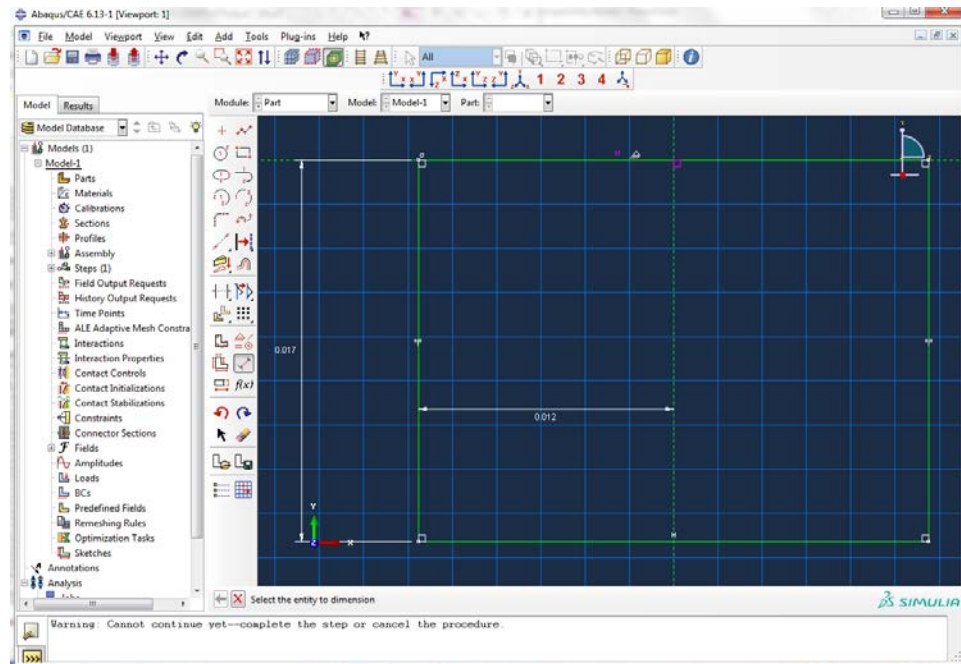 Abaqus/CAE 6.13-1 [Viewport: 1]
File Model Viewport View Edit Add Tools Plug-ins Help
All
1 2 3 4
Model Results
Module: Part Model: Model-1 Part:
Model Database
Models (1)
Model-1
Parts
Materials
Calibrations
Sections
Profiles
Assembly
Steps (1)
Field Output Requests
History Output Requests
Time Points
ALE Adaptive Mesh Constra
Interactions
Interaction Properties
Contact Controls
Contact Initializations
Contact Stabilizations
Constraints
Connector Sections
Fields
Amplitudes
Loads
BCs
Predefined Fields
Remeshing Rules
Optimization Tasks
Sketches
Annotations
Analysis
f(x)
0.017
0.012
H
Y
Z X
Select the entity to dimension
SIMULIA
Warning: Cannot continue yet--complete the step or cancel the procedure.
>>>